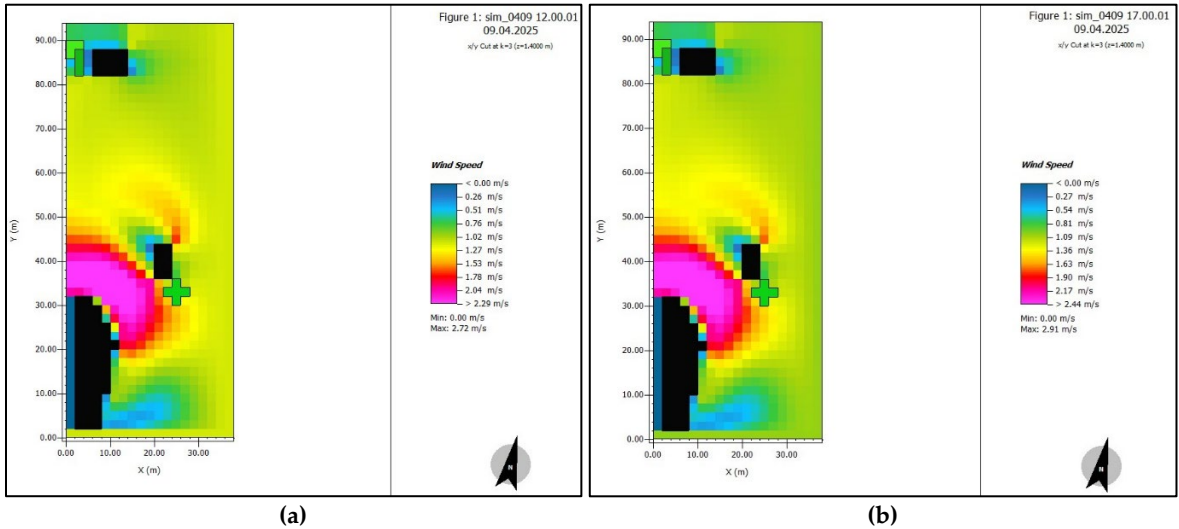 Figure 1: sim_0409 12.00.01
09.04.2025
x/y Cut at k=3 (z=1.4000 m)
90.00
80.00
70.00
60.00
50.00
40.00
30.00
20.00
10.00
0.00
Y (m)
0.00 10.00 20.00 30.00
X (m)
Wind Speed
< 0.00 m/s
0.26 m/s
0.51 m/s
0.76 m/s
1.02 m/s
1.27 m/s
1.53 m/s
1.78 m/s
2.04 m/s
> 2.29 m/s
Min: 0.00 m/s
Max: 2.72 m/s
N
(a)
Figure 1: sim_0409 17.00.01
09.04.2025
x/y Cut at k=3 (z=1.4000 m)
90.00
80.00
70.00
60.00
50.00
40.00
30.00
20.00
10.00
0.00
Y (m)
0.00 10.00 20.00 30.00
X (m)
Wind Speed
< 0.00 m/s
0.27 m/s
0.54 m/s
0.81 m/s
1.09 m/s
1.36 m/s
1.63 m/s
1.90 m/s
2.17 m/s
> 2.44 m/s
Min: 0.00 m/s
Max: 2.91 m/s
N
(b)